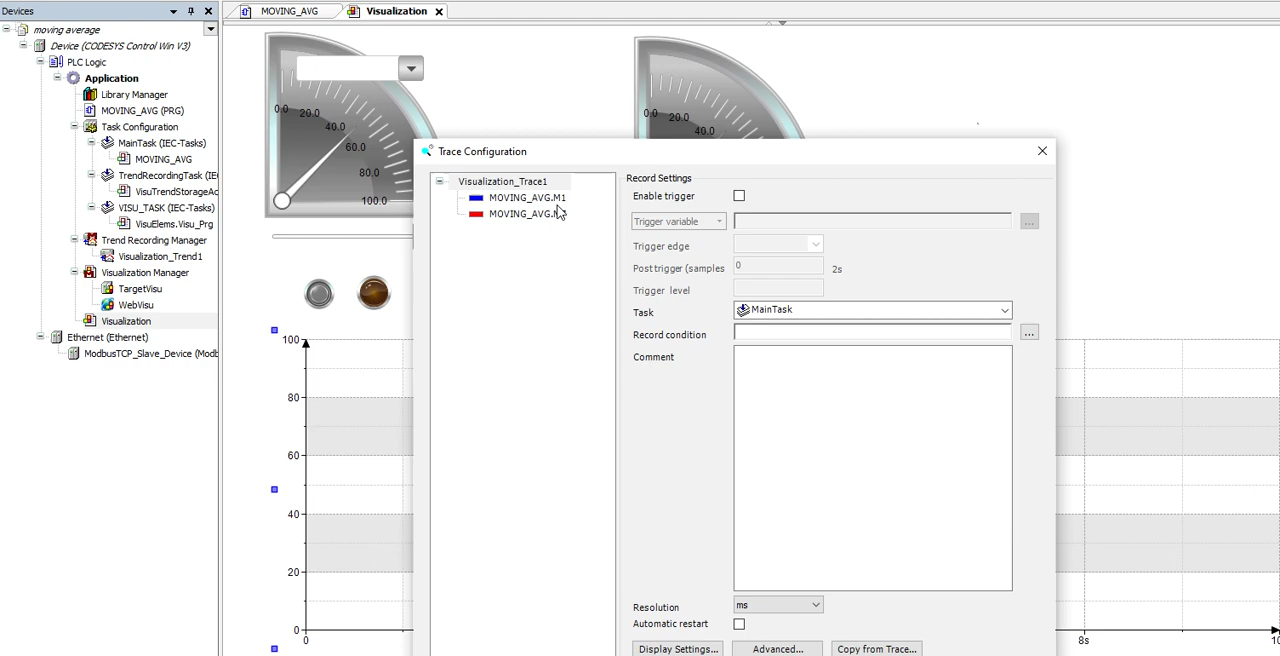 Devices
moving average
Device (CODESYS Control Win V3)
PLC Logic
Application
Library Manager
MOVING_AVG (PRG)
Task Configuration
MainTask (IEC-Tasks)
MOVING_AVG
TrendRecordingTask (IE
VisuTrendStorageAc
VISU_TASK (IEC-Tasks)
VisuElems.Visu_Prg
Trend Recording Manager
Visualization_Trend1
Visualization Manager
TargetVisu
WebVisu
Visualization
Ethernet (Ethernet)
ModbusTCP_Slave_Device (Modb
MOVING_AVG
Visualization
0.0
20.0
40.0
60.0
80.0
100.0
0.0
20.0
40.0
100
80
60
40
20
0
0
8s
10
Trace Configuration
Visualization_Trace1
MOVING_AVG.M1
Record Settings
Enable trigger
Trigger variable
...
Trigger edge
Post trigger (samples
0
2s
Trigger level
Task
MainTask
Record condition
...
Comment
Resolution
ms
Automatic restart
Display Settings...
Advanced...
Copy from Trace...